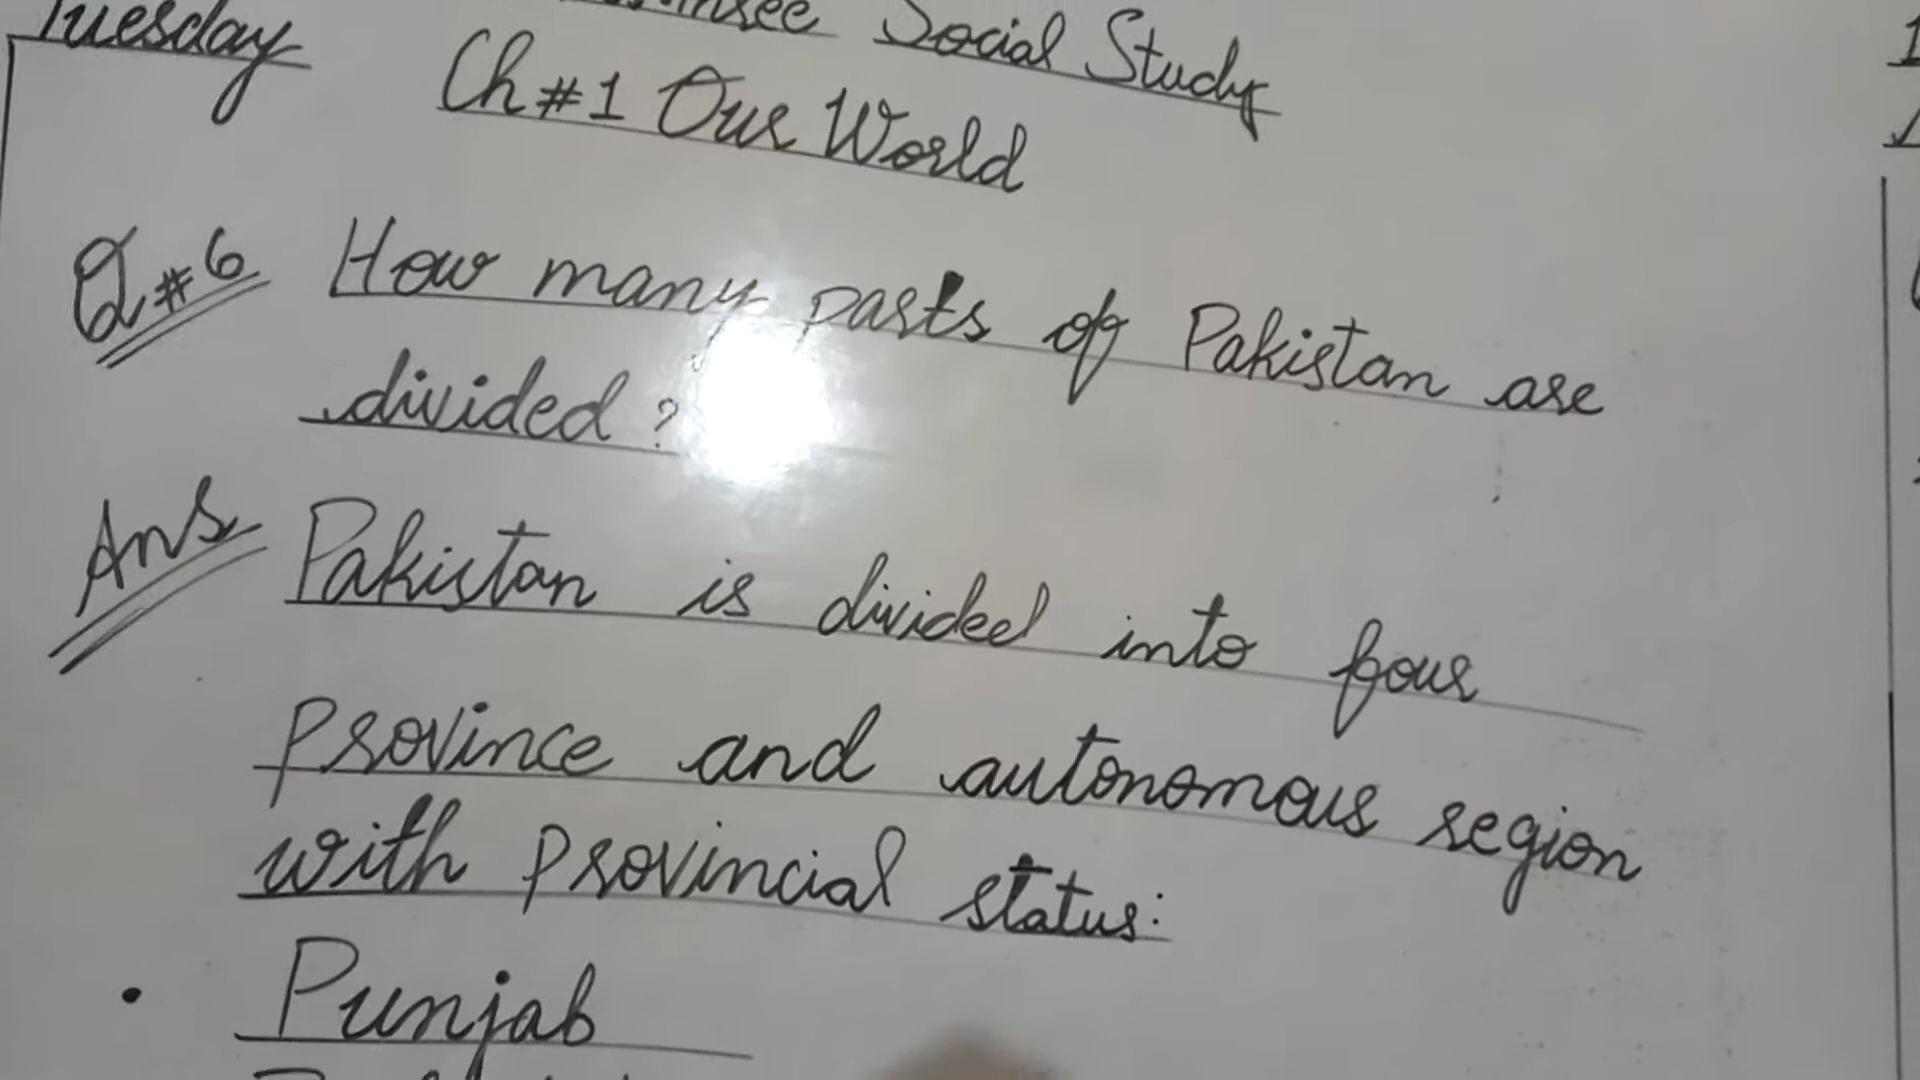 Tuesday
Social Study
Ch#1 Our World
Q#6 How many parts of Pakistan are
divided?
Ans Pakistan is divided into four
province and autonomous region
with provincial status:
• Punjab